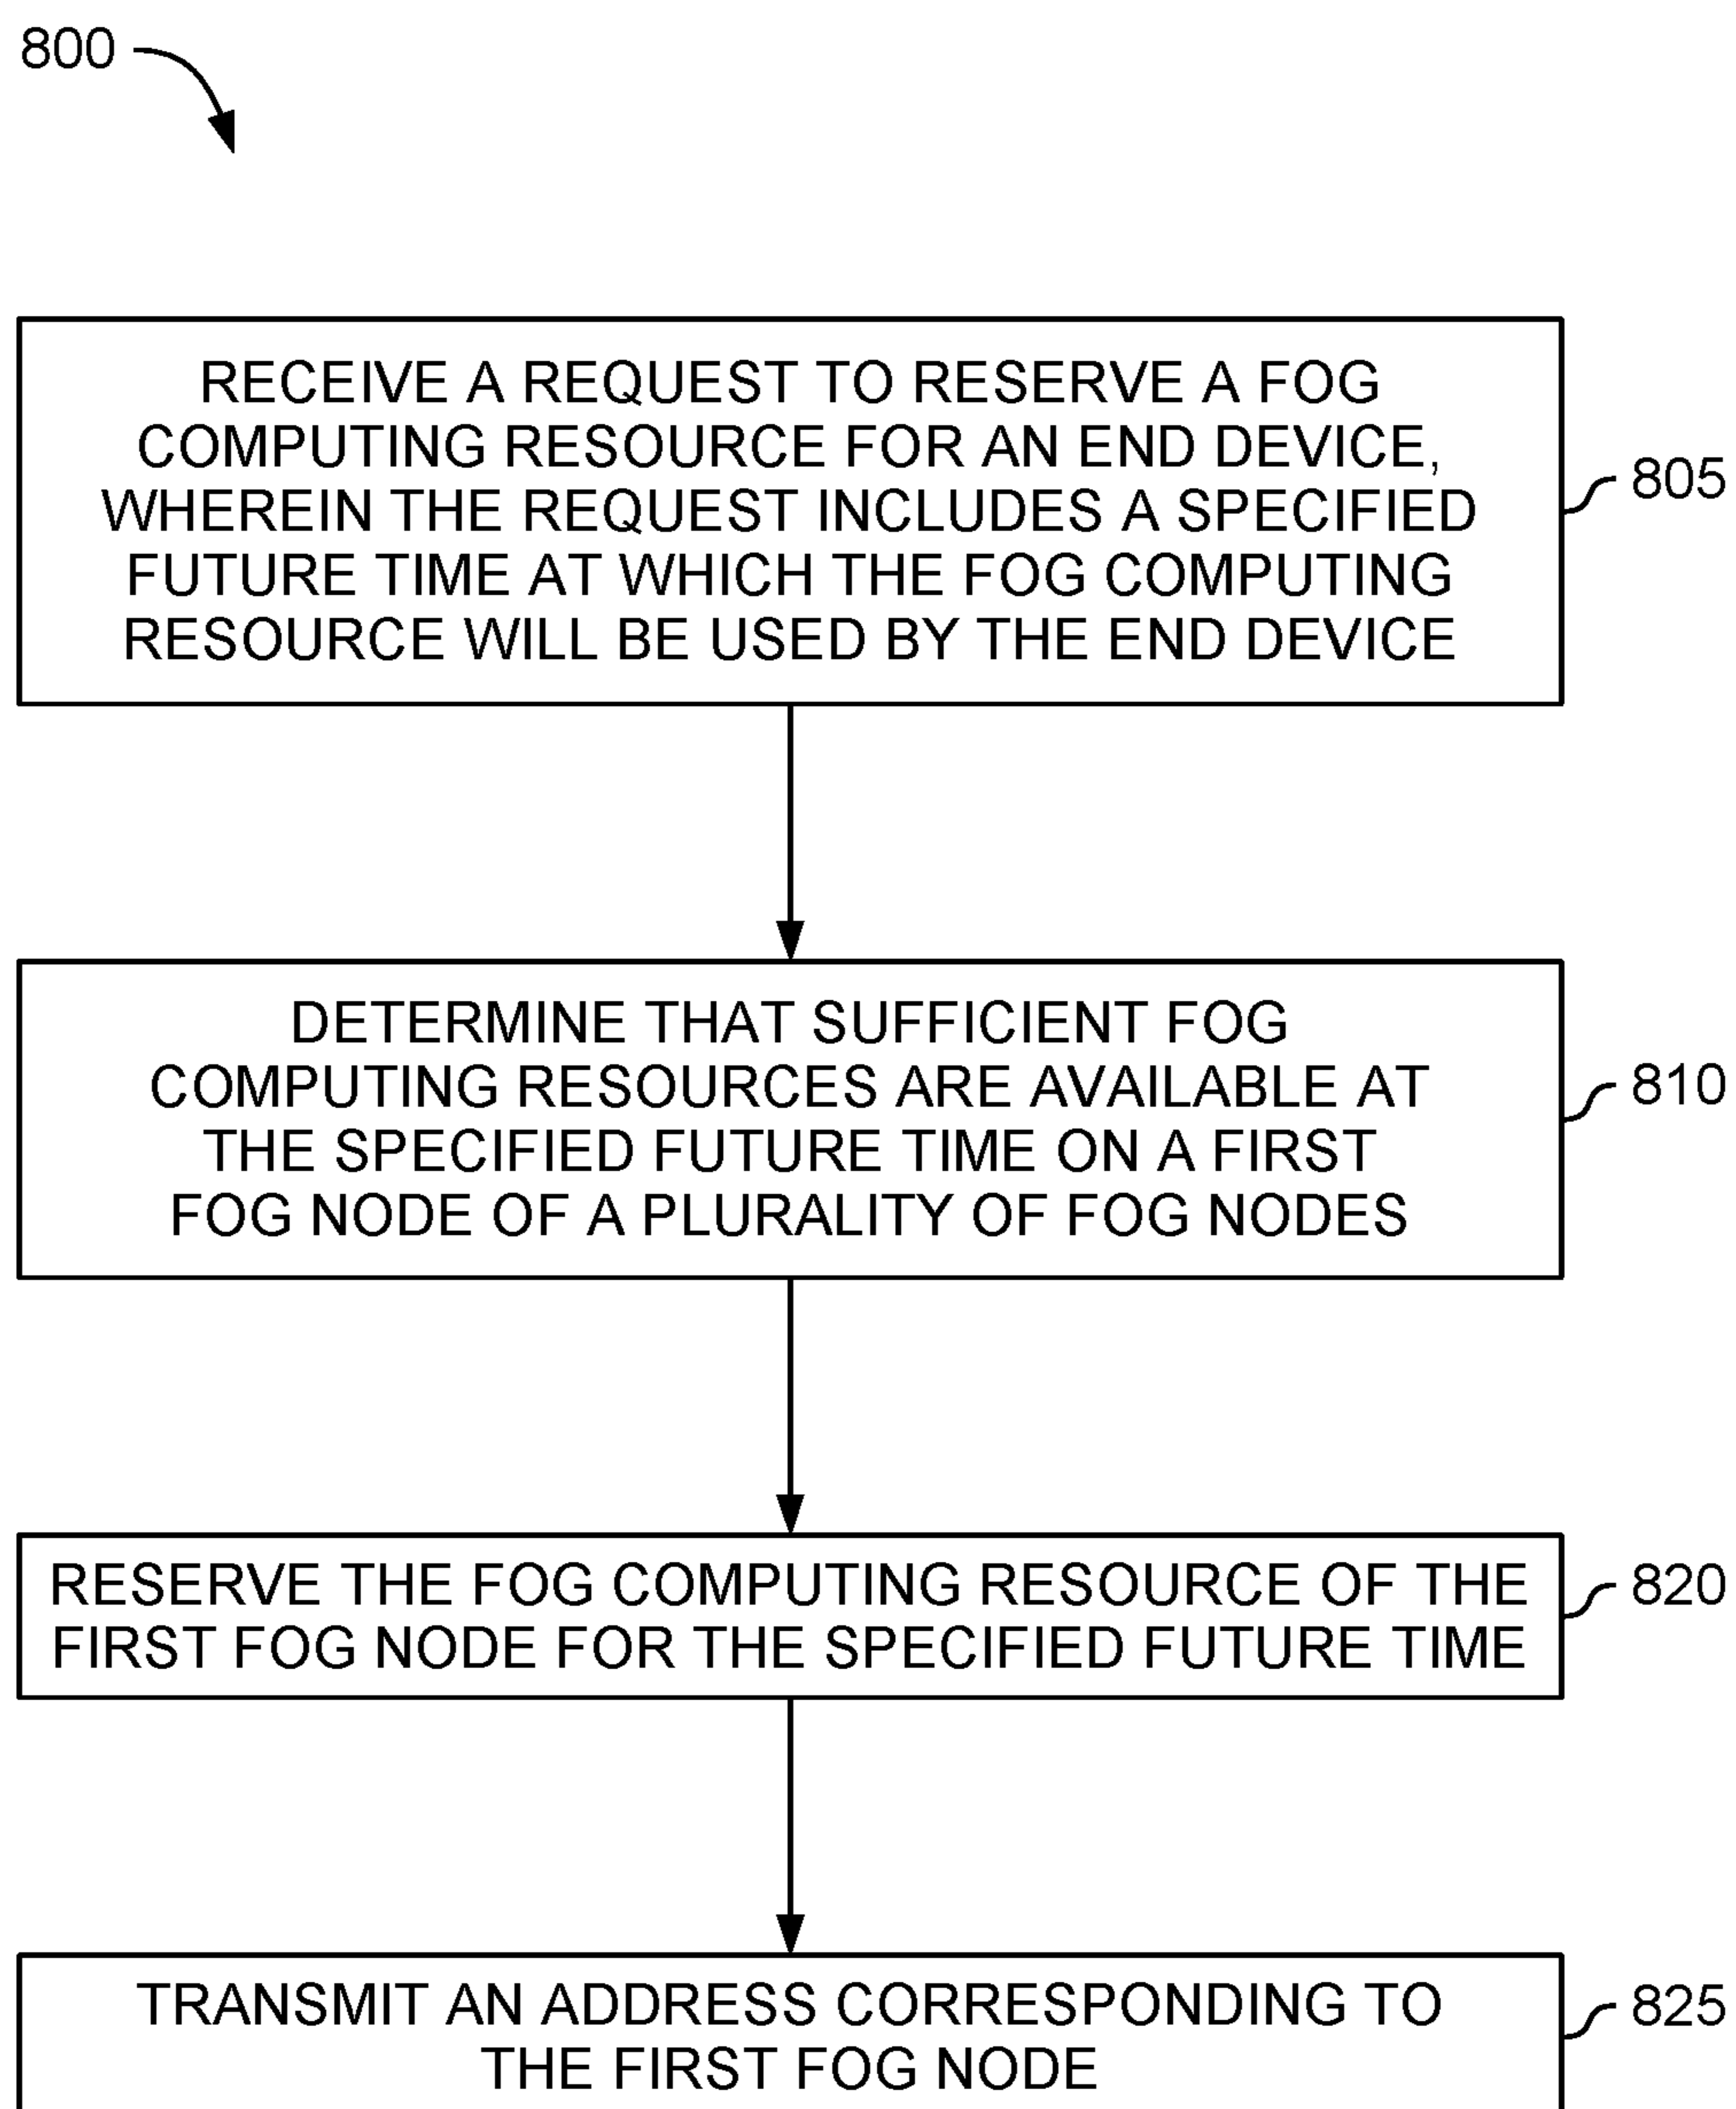 800
RECEIVE A REQUEST TO RESERVE A FOG
COMPUTING RESOURCE FOR AN END DEVICE,
WHEREIN THE REQUEST INCLUDES A SPECIFIED
FUTURE TIME AT WHICH THE FOG COMPUTING
RESOURCE WILL BE USED BY THE END DEVICE
805
DETERMINE THAT SUFFICIENT FOG
COMPUTING RESOURCES ARE AVAILABLE AT
THE SPECIFIED FUTURE TIME ON A FIRST
FOG NODE OF A PLURALITY OF FOG NODES
810
RESERVE THE FOG COMPUTING RESOURCE OF THE
FIRST FOG NODE FOR THE SPECIFIED FUTURE TIME
820
TRANSMIT AN ADDRESS CORRESPONDING TO
THE FIRST FOG NODE
825